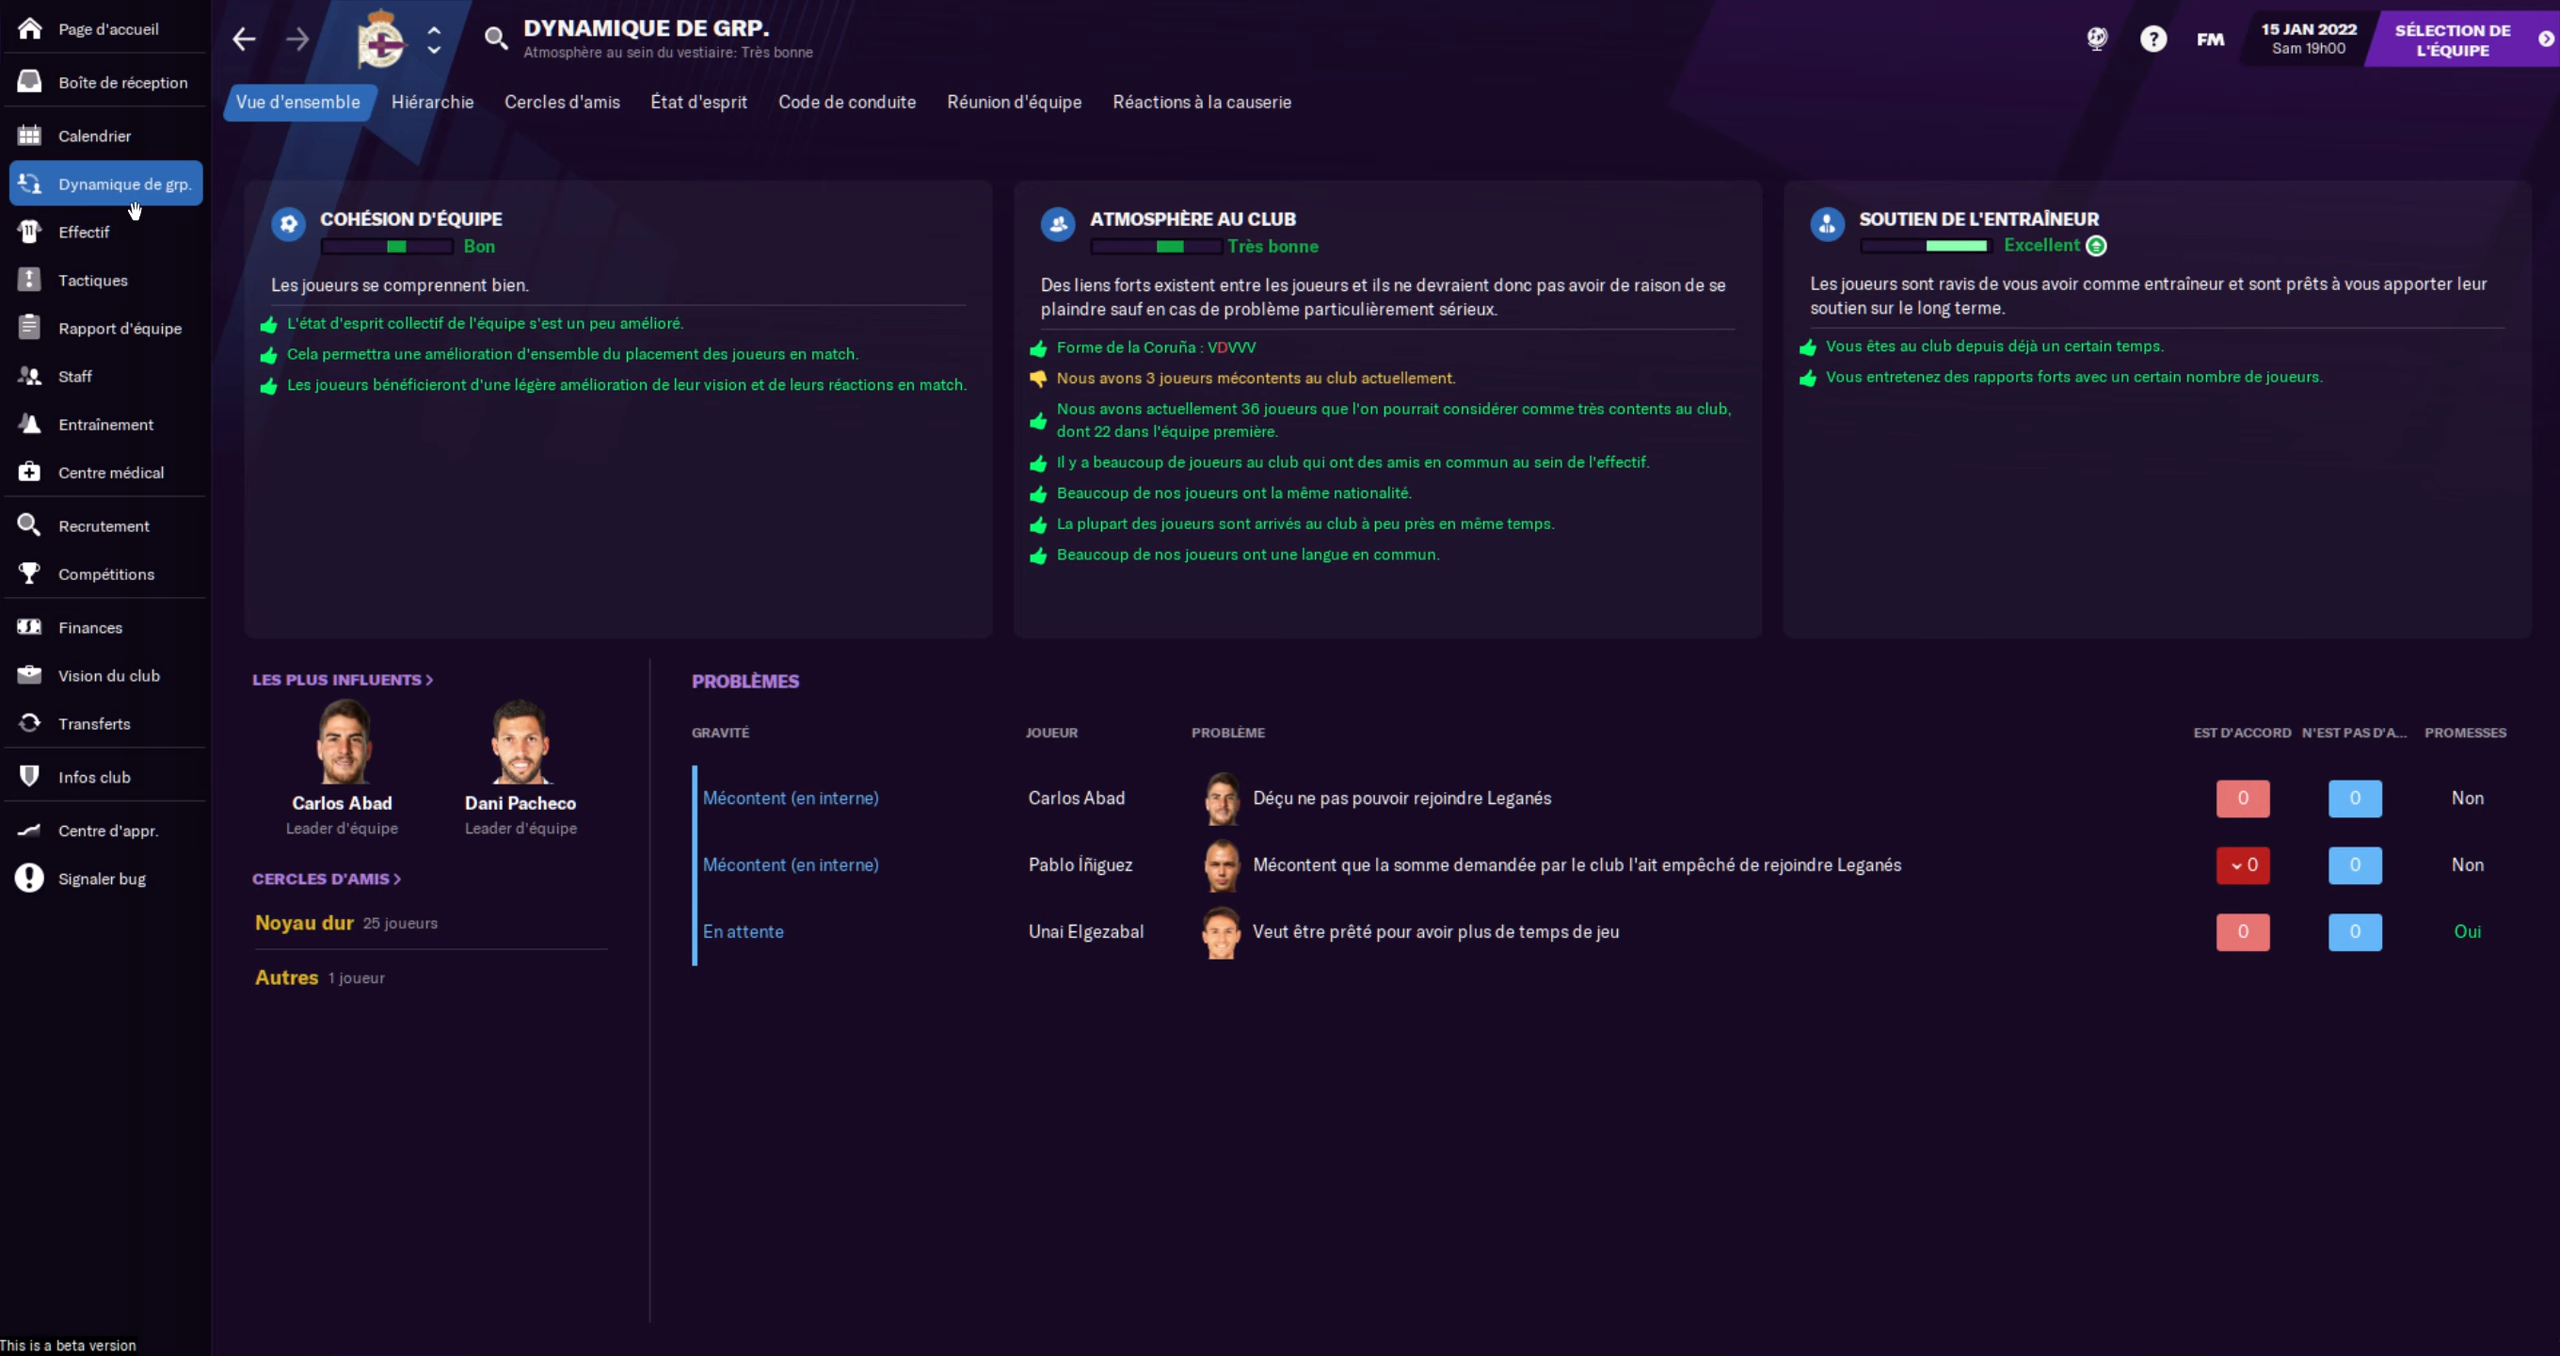 Page d'accueil
Boîte de réception
Calendrier
Dynamique de grp.
Effectif
Tactiques
Rapport d'équipe
Staff
Entraînement
Centre médical
Recrutement
Compétitions
Finances
Vision du club
Transferts
Infos club
Centre d'appr.
Signaler bug
This is a beta version
DYNAMIQUE DE GRP.
Atmosphère au sein du vestiaire: Très bonne
FM
15 JAN 2022
Sam 19h00
SÉLECTION DE
L'ÉQUIPE
Vue d'ensemble Hiérarchie Cercles d'amis État d'esprit Code de conduite Réunion d'équipe Réactions à la causerie
COHÉSION D'ÉQUIPE
Bon
Les joueurs se comprennent bien.
L'état d'esprit collectif de l'équipe s'est un peu amélioré.
Cela permettra une amélioration d'ensemble du placement des joueurs en match.
Les joueurs bénéficieront d'une légère amélioration de leur vision et de leurs réactions en match.
ATMOSPHÈRE AU CLUB
Très bonne
Des liens forts existent entre les joueurs et ils ne devraient donc pas avoir de raison de se
plaindre sauf en cas de problème particulièrement sérieux.
Forme de la Coruña : VDVVV
Nous avons 3 joueurs mécontents au club actuellement.
Nous avons actuellement 36 joueurs que l'on pourrait considérer comme très contents au club,
dont 22 dans l'équipe première.
Il y a beaucoup de joueurs au club qui ont des amis en commun au sein de l'effectif.
Beaucoup de nos joueurs ont la même nationalité.
La plupart des joueurs sont arrivés au club à peu près en même temps.
Beaucoup de nos joueurs ont une langue en commun.
SOUTIEN DE L'ENTRAÎNEUR
Excellent
Les joueurs sont ravis de vous avoir comme entraîneur et sont prêts à vous apporter leur
soutien sur le long terme.
Vous êtes au club depuis déjà un certain temps.
Vous entretenez des rapports forts avec un certain nombre de joueurs.
LES PLUS INFLUENTS >
Carlos Abad Dani Pacheco
Leader d'équipe Leader d'équipe
CERCLES D'AMIS >
Noyau dur 25 joueurs
Autres 1 joueur
PROBLÈMES
GRAVITÉ JOUEUR PROBLÈME EST D'ACCORD N'EST PAS D'A... PROMESSES
Mécontent (en interne) Carlos Abad Déçu ne pas pouvoir rejoindre Leganés 0 0 Non
Mécontent (en interne) Pablo Íñiguez Mécontent que la somme demandée par le club l'ait empêché de rejoindre Leganés 0 0 Non
En attente Unai Elgezabal Veut être prêté pour avoir plus de temps de jeu 0 0 Oui